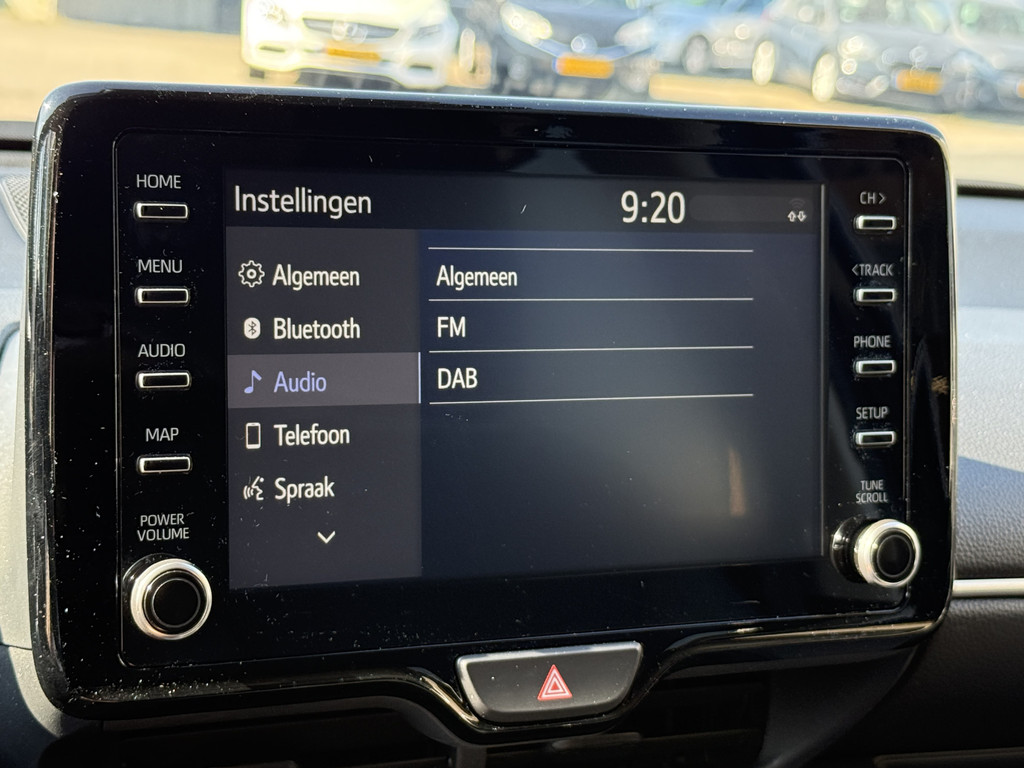 HOME
MENU
AUDIO
MAP
POWER
VOLUME
Instellingen
9:20
Algemeen
Bluetooth
Audio
Telefoon
Spraak
Algemeen
FM
DAB
CH >
< TRACK
PHONE
SETUP
TUNE
SCROLL